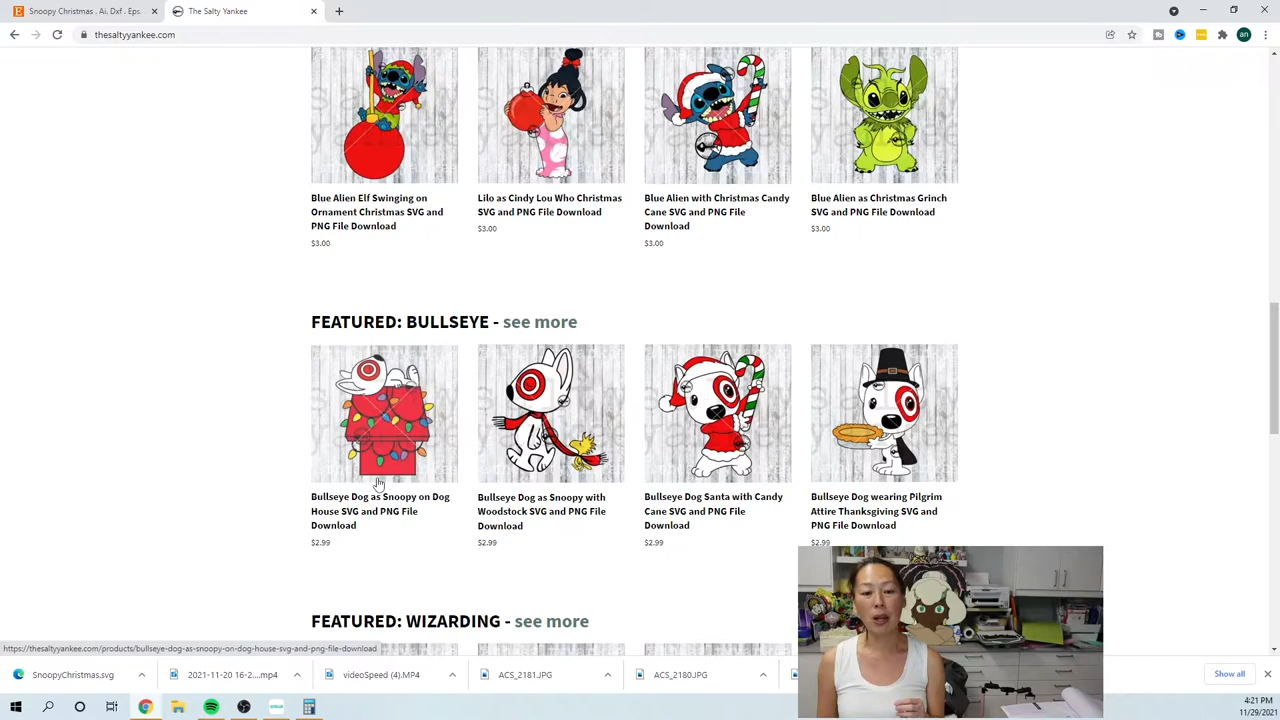 Snoopy Christmas . Ai, Dxf . Eps
The Salty Yankee
thesaltyyankee.com
an
Blue Alien Elf Swinging on
Ornament Christmas SVG and
PNG File Download
$3.00
Lilo as Cindy Lou Who Christmas
SVG and PNG File Download
$3.00
Blue Alien with Christmas Candy
Cane SVG and PNG File
Download
$3.00
Blue Alien as Christmas Grinch
SVG and PNG File Download
$3.00
FEATURED: BULLSEYE - see more
Bullseye Dog as Snoopy on Dog
House SVG and PNG File
Download
$2.99
Bullseye Dog as Snoopy with
Woodstock SVG and PNG File
Download
$2.99
Bullseye Dog Santa with Candy
Cane SVG and PNG File
Download
$2.99
Bullseye Dog wearing Pilgrim
Attire Thanksgiving SVG and
PNG File Download
$2.99
FEATURED: WIZARDING - see more
https://thesaltyyankee.com/products/bullseye-dog-as-snoopy-on-dog-house-svg-and-png-file-download
SnoopyChristmas.svg
2021-11-20 16-2....mp4
videoSpeed (4).MP4
ACS_2181.JPG
ACS_2180.JPG
Show all
4:21 PM
11/29/2021